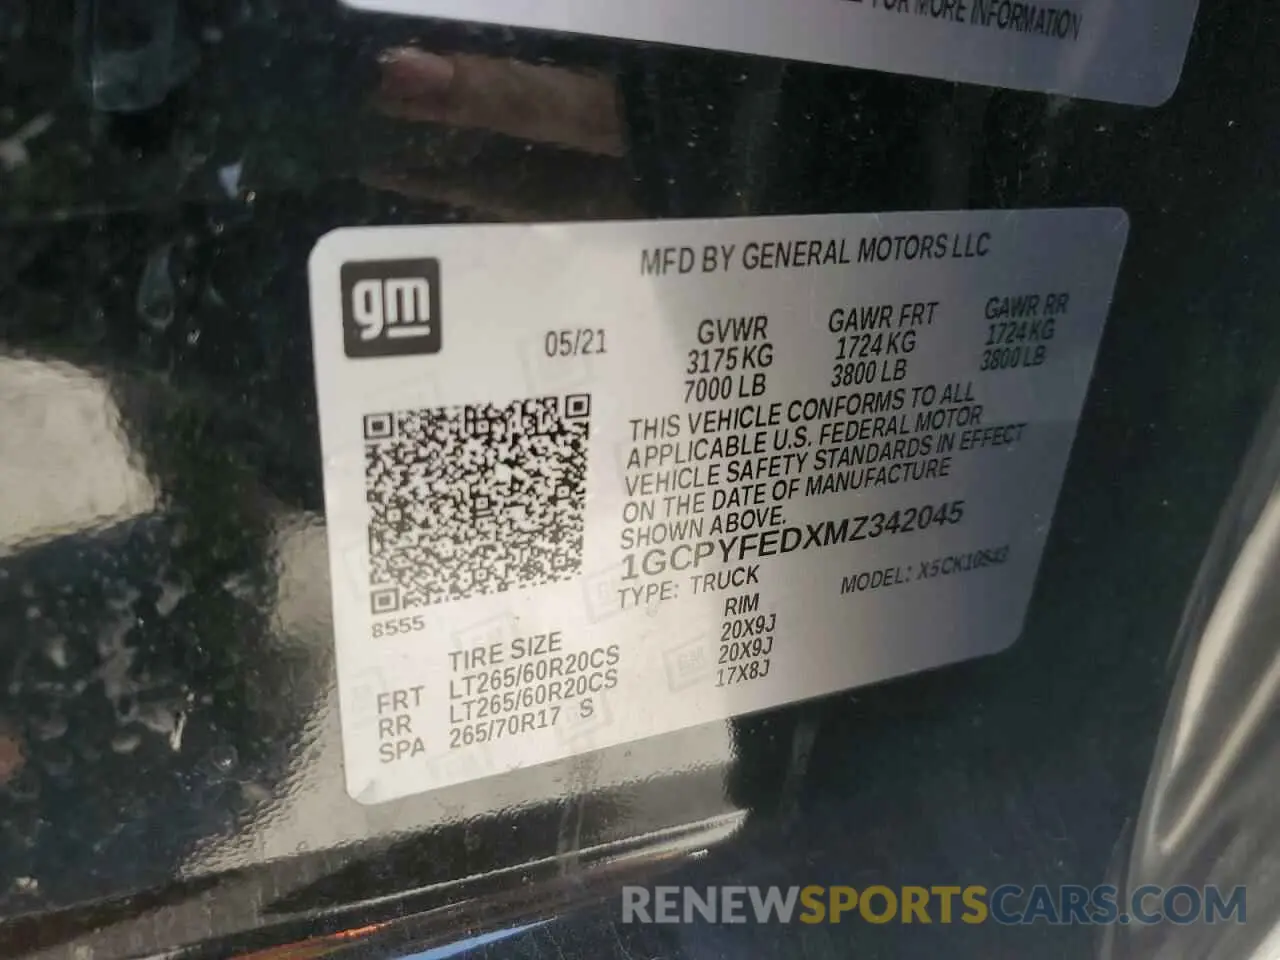 FOR MORE INFORMATION
gm
MFD BY GENERAL MOTORS LLC
05/21
GVWR GAWR FRT GAWR RR
3175 KG 1724 KG 1724 KG
7000 LB 3800 LB 3800 LB
THIS VEHICLE CONFORMS TO ALL
APPLICABLE U.S. FEDERAL MOTOR
VEHICLE SAFETY STANDARDS IN EFFECT
ON THE DATE OF MANUFACTURE
SHOWN ABOVE.
1GCPYFEDXMZ342045
TYPE: TRUCK MODEL:
8555
TIRE SIZE RIM
FRT LT265/60R20CS 20X9J
RR LT265/60R20CS 20X9J
SPA 265/70R17 S 17X8J
RENEWSPORTSCARS.COM